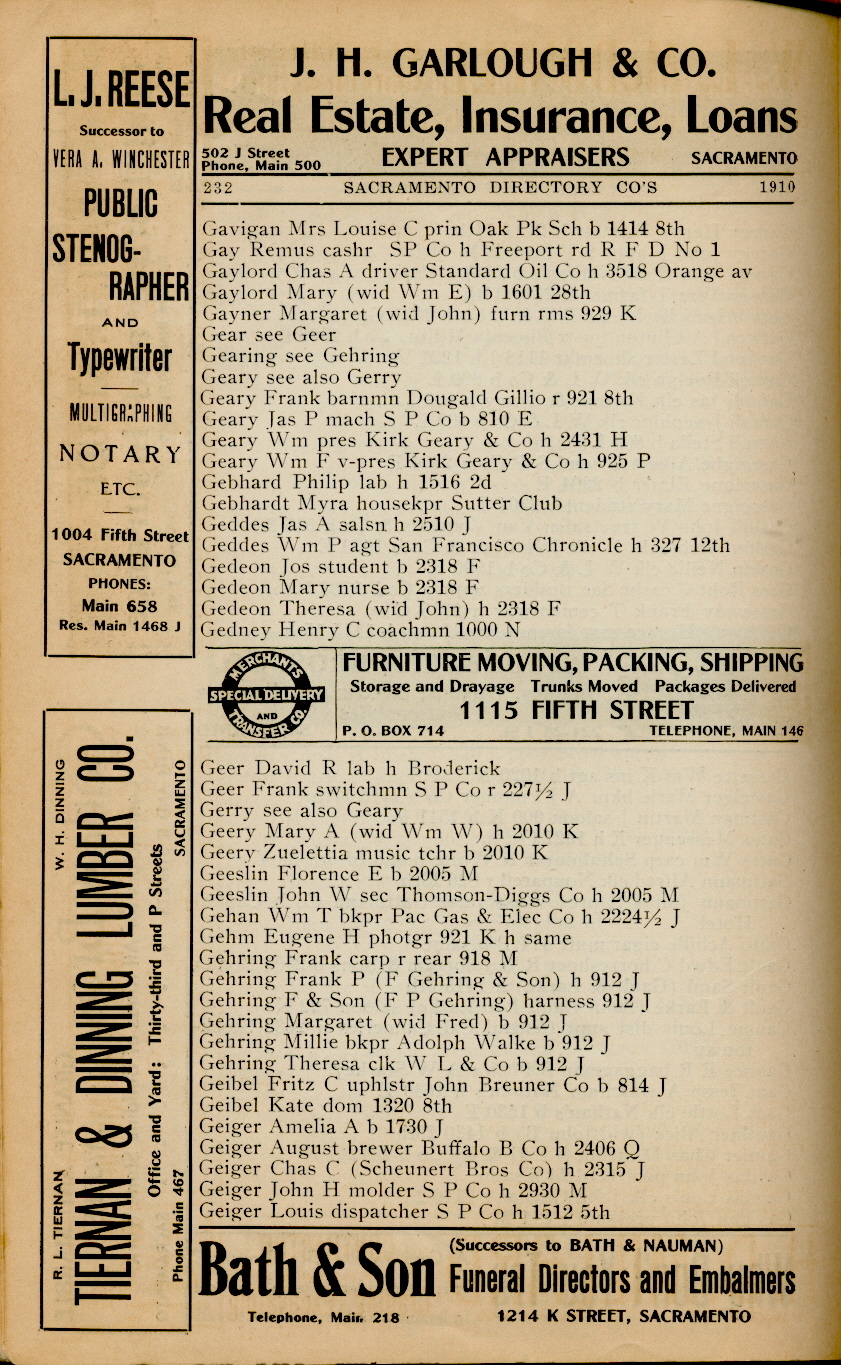 L. J. REESE
Successor to
VERA A. WINCHESTER
PUBLIC
STENOG-
RAPHER
AND
Typewriter
MULTIGRAPHING
NOTARY
ETC.
1004 Fifth Street
SACRAMENTO
PHONES:
Main 658
Res. Main 1468 J
J. H. GARLOUGH & CO.
Real Estate, Insurance, Loans
502 J Street
Phone, Main 500
EXPERT APPRAISERS
SACRAMENTO
232 SACRAMENTO DIRECTORY CO'S 1910
Gavigan Mrs Louise C prin Oak Pk Sch b 1414 8th
Gay Remus cashr SP Co h Freeport rd R F D No 1
Gaylord Chas A driver Standard Oil Co h 3518 Orange av
Gaylord Mary (wid Wm E) b 1601 28th
Gayner Margaret (wid John) furn rms 929 K
Gear see Geer
Gearing see Gehring
Geary see also Gerry
Geary Frank barnmn Dougald Gillio r 921 8th
Geary Jas P mach S P Co b 810 E
Geary Wm pres Kirk Geary & Co h 2431 H
Geary Wm F v-pres Kirk Geary & Co h 925 P
Gebhard Philip lab h 1516 2d
Gebhardt Myra housekpr Sutter Club
Geddes Jas A salsn h 2510 J
Geddes Wm P agt San Francisco Chronicle h 327 12th
Gedeon Jos student b 2318 F
Gedeon Mary nurse b 2318 F
Gedeon Theresa (wid John) h 2318 F
Gedney Henry C coachmn 1000 N
MERCHANTS
SPECIAL DELIVERY
AND
TRANSFER CO.
FURNITURE MOVING, PACKING, SHIPPING
Storage and Drayage Trunks Moved Packages Delivered
1115 FIFTH STREET
P. O. BOX 714 TELEPHONE, MAIN 146
Geer David R lab h Broderick
Geer Frank switchmn S P Co r 227½ J
Gerry see also Geary
Geery Mary A (wid Wm W) h 2010 K
Geery Zuelettia music tchr b 2010 K
Geeslin Florence E b 2005 M
Geeslin John W sec Thomson-Diggs Co h 2005 M
Gehan Wm T bkpr Pac Gas & Elec Co h 2224½ J
Gehm Eugene H photgr 921 K h same
Gehring Frank carp r rear 918 M
Gehring Frank P (F Gehring & Son) h 912 J
Gehring F & Son (F P Gehring) harness 912 J
Gehring Margaret (wid Fred) b 912 J
Gehring Millie bkpr Adolph Walke b 912 J
Gehring Theresa clk W L & Co b 912 J
Geibel Fritz C uphlstr John Breuner Co b 814 J
Geibel Kate dom 1320 8th
Geiger Amelia A b 1730 J
Geiger August brewer Buffalo B Co h 2406 Q
Geiger Chas C (Scheunert Bros Co) h 2315 J
Geiger John H molder S P Co h 2930 M
Geiger Louis dispatcher S P Co h 1512 5th
R. L. TIERNAN W. H. DINNING
TIERNAN & DINNING LUMBER CO.
Office and Yard: Thirty-third and P Streets
Phone Main 467 SACRAMENTO
Bath & Son
(Successors to BATH & NAUMAN)
Funeral Directors and Embalmers
Telephone, Main 218 1214 K STREET, SACRAMENTO